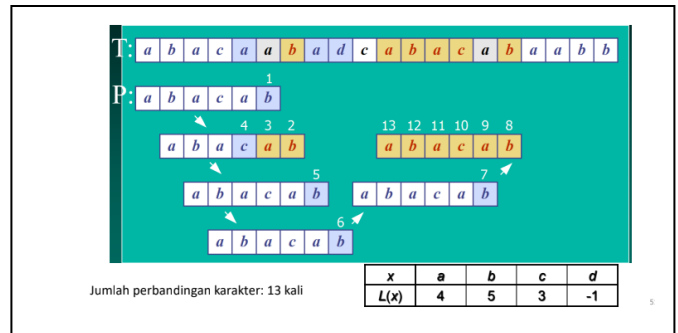 T: a b a c a a b a d c a b a c a b a a b b
1
P: a b a c a b
4 3 2 13 12 11 10 9 8
a b a c a b a b a c a b
5 7
a b a c a b a b a c a b
6
a b a c a b
x a b c d
Jumlah perbandingan karakter: 13 kali
L(x) 4 5 3 -1
5